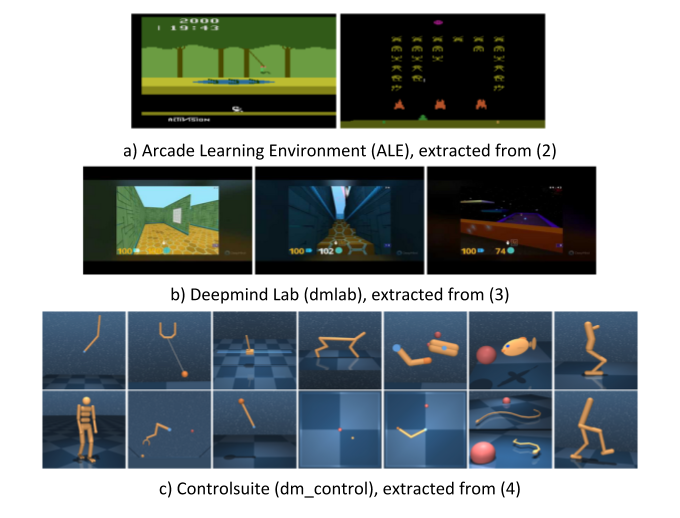 2000
19:43
ACTIVISION
a) Arcade Learning Environment (ALE), extracted from (2)
100
100 102
100 74
b) Deepmind Lab (dmlab), extracted from (3)
c) Controlsuite (dm_control), extracted from (4)